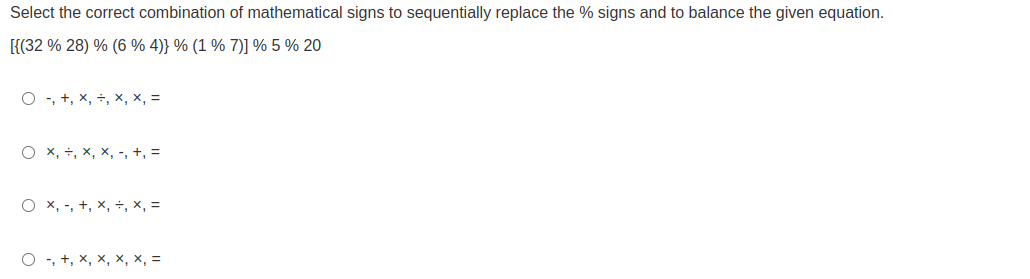 Select the correct combination of mathematical signs to sequentially replace the % signs and to balance the given equation.
[{(32 % 28) % (6 % 4)} % (1 % 7)] % 5 % 20
-, +, ×, ÷, ×, ×, =
×, ÷, ×, ×, -, +, =
×, -, +, ×, ÷, ×, =
-, +, ×, ×, ×, ×, =